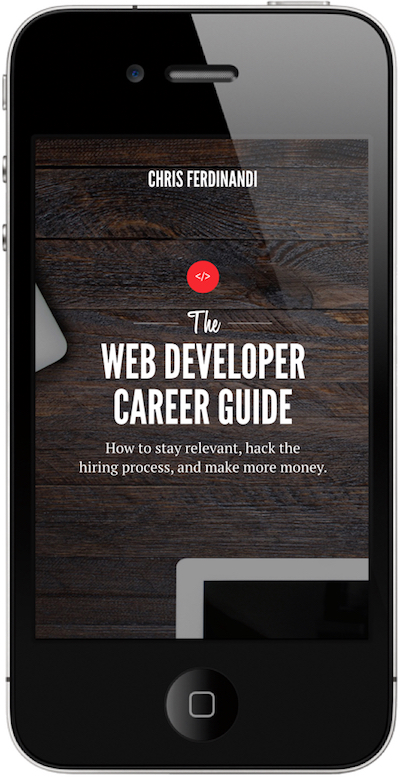 CHRIS FERDINANDI
</>
The
WEB DEVELOPER
CAREER GUIDE
How to stay relevant, hack the
hiring process, and make more money.